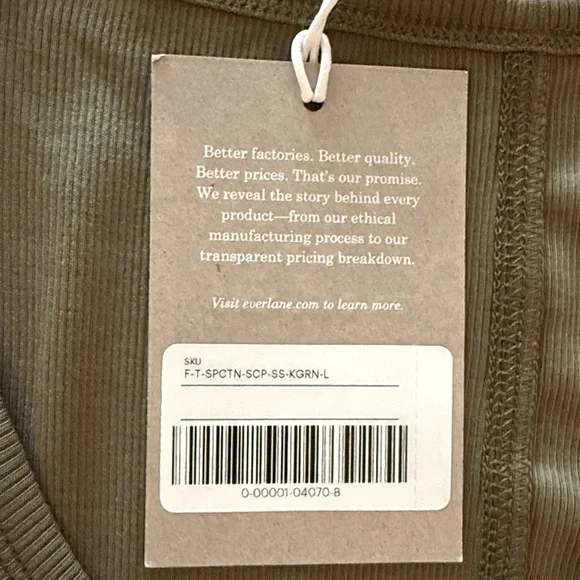 Better factories. Better quality.
Better prices. That's our promise.
We reveal the story behind every
product—from our ethical
manufacturing process to our
transparent pricing breakdown.
Visit everlane.com to learn more.
SKU
F-T-SPCTN-SCP-SS-KGRN-L
0-00001-04070-8